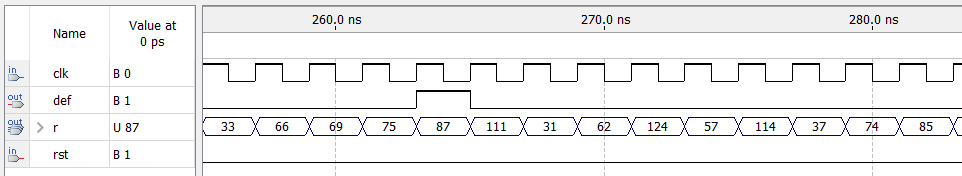 Name Value at 0 ps 260.0 ns 270.0 ns 280.0 ns
in clk B 0
out def B 1
out > r U 87 33 66 69 75 87 111 31 62 124 57 114 37 74 85
in rst B 1